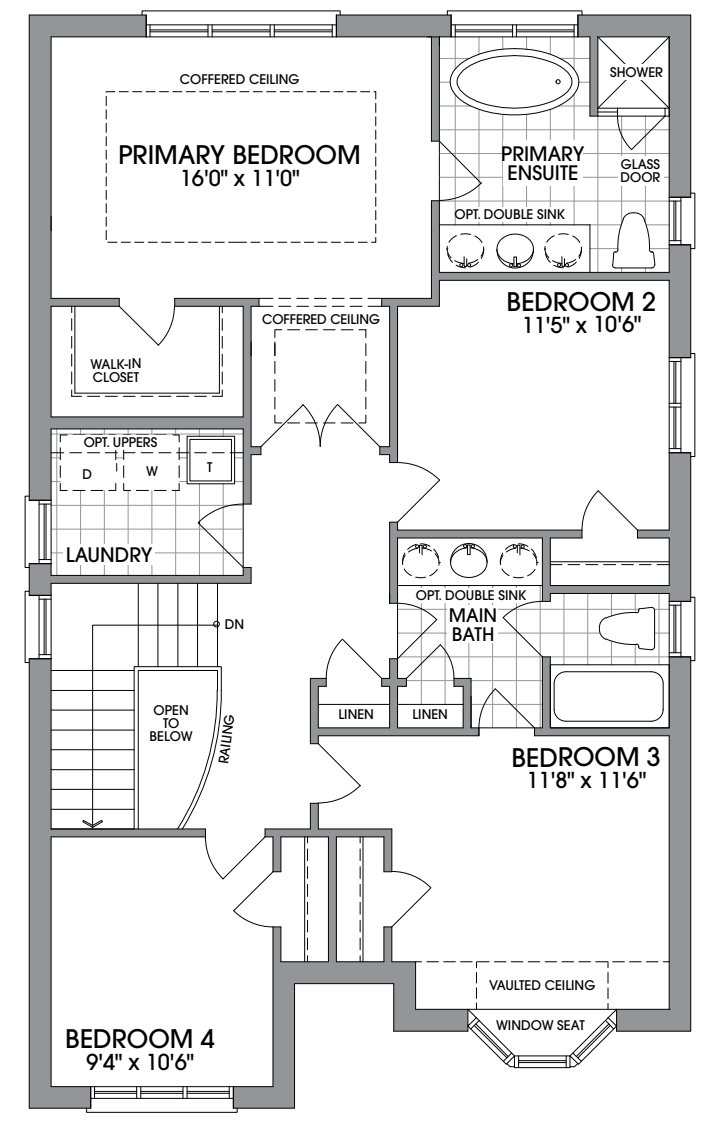 COFFERED CEILING
PRIMARY BEDROOM
16'0" x 11'0"
SHOWER
PRIMARY
ENSUITE
GLASS
DOOR
OPT. DOUBLE SINK
COFFERED CEILING
BEDROOM 2
11'5" x 10'6"
WALK-IN
CLOSET
OPT. UPPERS
D
W
T
LAUNDRY
OPT. DOUBLE SINK
MAIN
BATH
DN
OPEN
TO
BELOW
RAILING
LINEN
LINEN
BEDROOM 3
11'8" x 11'6"
VAULTED CEILING
WINDOW SEAT
BEDROOM 4
9'4" x 10'6"